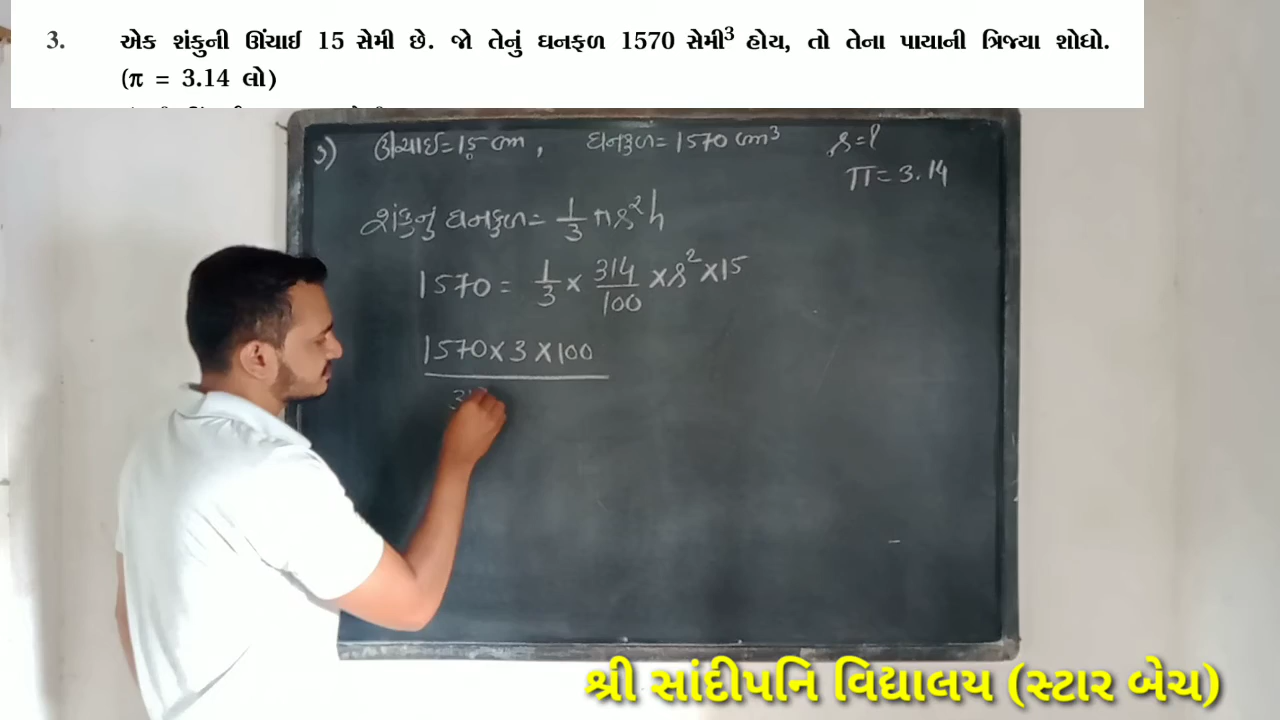 3. એક શંકુની ઊંચાઈ 15 સેમી છે. જો તેનું ઘનફળ 1570 સેમી³ હોય, તો તેના પાયાની ત્રિજ્યા શોધો.
(π = 3.14 લો)
3) ઊંચાઈ = 15 cm, ઘનફળ = 1570 cm³ r = ?
π = 3.14
શંકુનું ઘનફળ = 1/3 πr²h
1570 = 1/3 × 314/100 × r² × 15
1570 × 3 × 100
શ્રી સાંદીપનિ વિદ્યાલય (સ્ટાર બેચ)